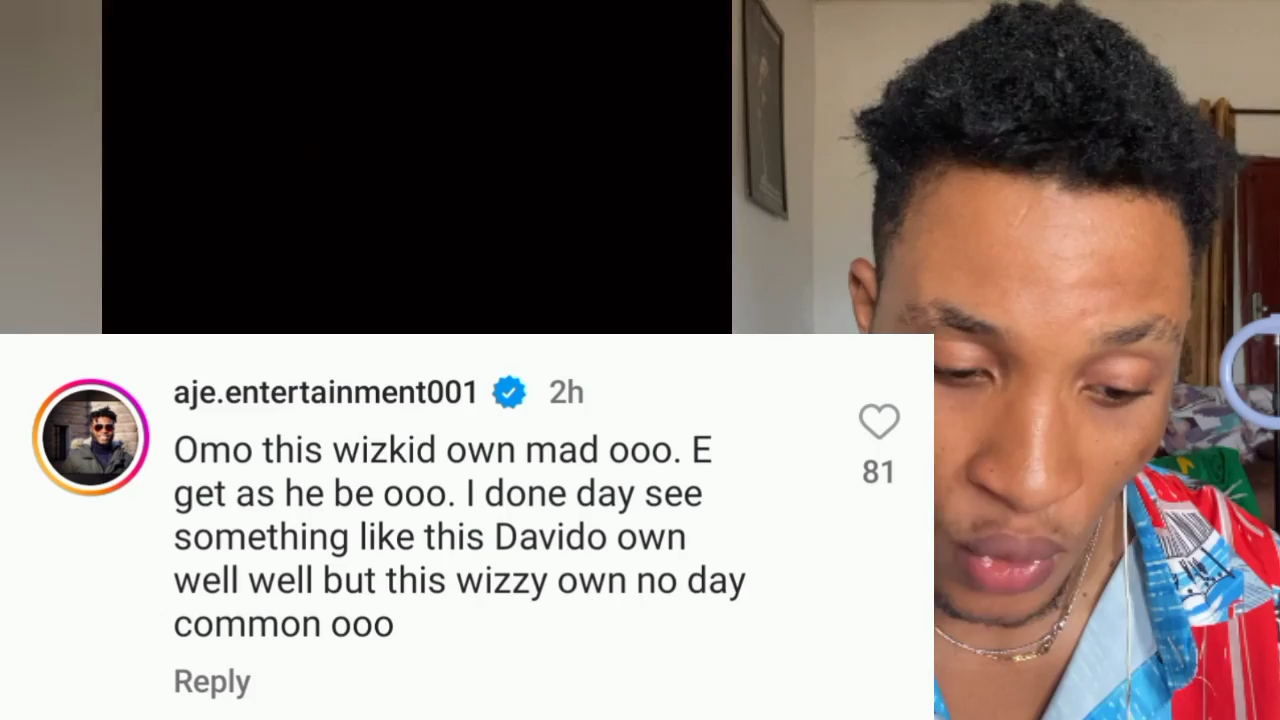 aje.entertainment001 2h
Omo this wizkid own mad ooo. E
get as he be ooo. I done day see
something like this Davido own
well well but this wizzy own no day
common ooo
81
Reply